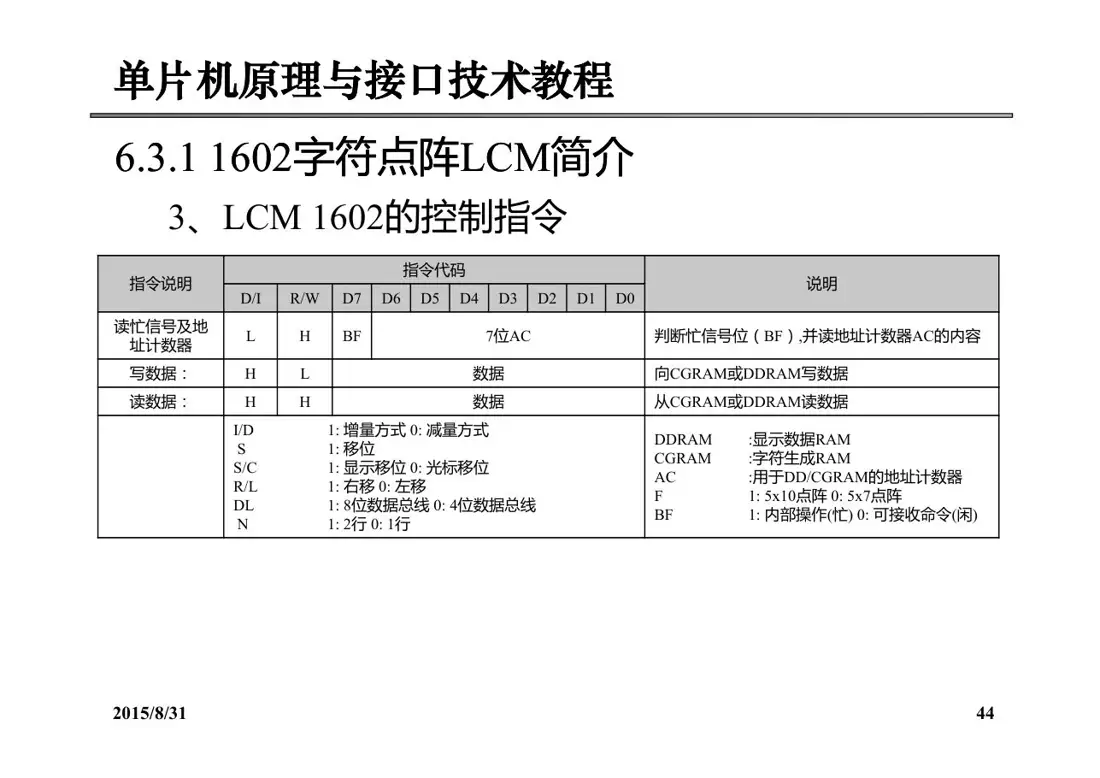 单片机原理与接口技术教程
6.3.1 1602字符点阵LCM简介
3、LCM 1602的控制指令
指令说明 指令代码 说明
D/I R/W D7 D6 D5 D4 D3 D2 D1 D0
读忙信号及地
址计数器 L H BF 7位AC 判断忙信号位（BF）,并读地址计数器AC的内容
写数据： H L 数据 向CGRAM或DDRAM写数据
读数据： H H 数据 从CGRAM或DDRAM读数据
I/D 1: 增量方式 0: 减量方式
S 1: 移位
S/C 1: 显示移位 0: 光标移位
R/L 1: 右移 0: 左移
DL 1: 8位数据总线 0: 4位数据总线
N 1: 2行 0: 1行
DDRAM :显示数据RAM
CGRAM :字符生成RAM
AC :用于DD/CGRAM的地址计数器
F 1: 5x10点阵 0: 5x7点阵
BF 1: 内部操作(忙) 0: 可接收命令(闲)
2015/8/31 44